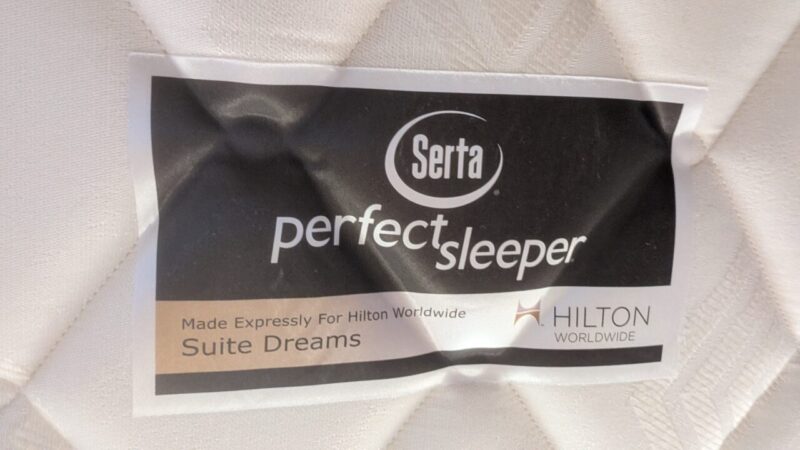 Serta
perfect sleeper
Made Expressly For Hilton Worldwide
Suite Dreams
HILTON
WORLDWIDE